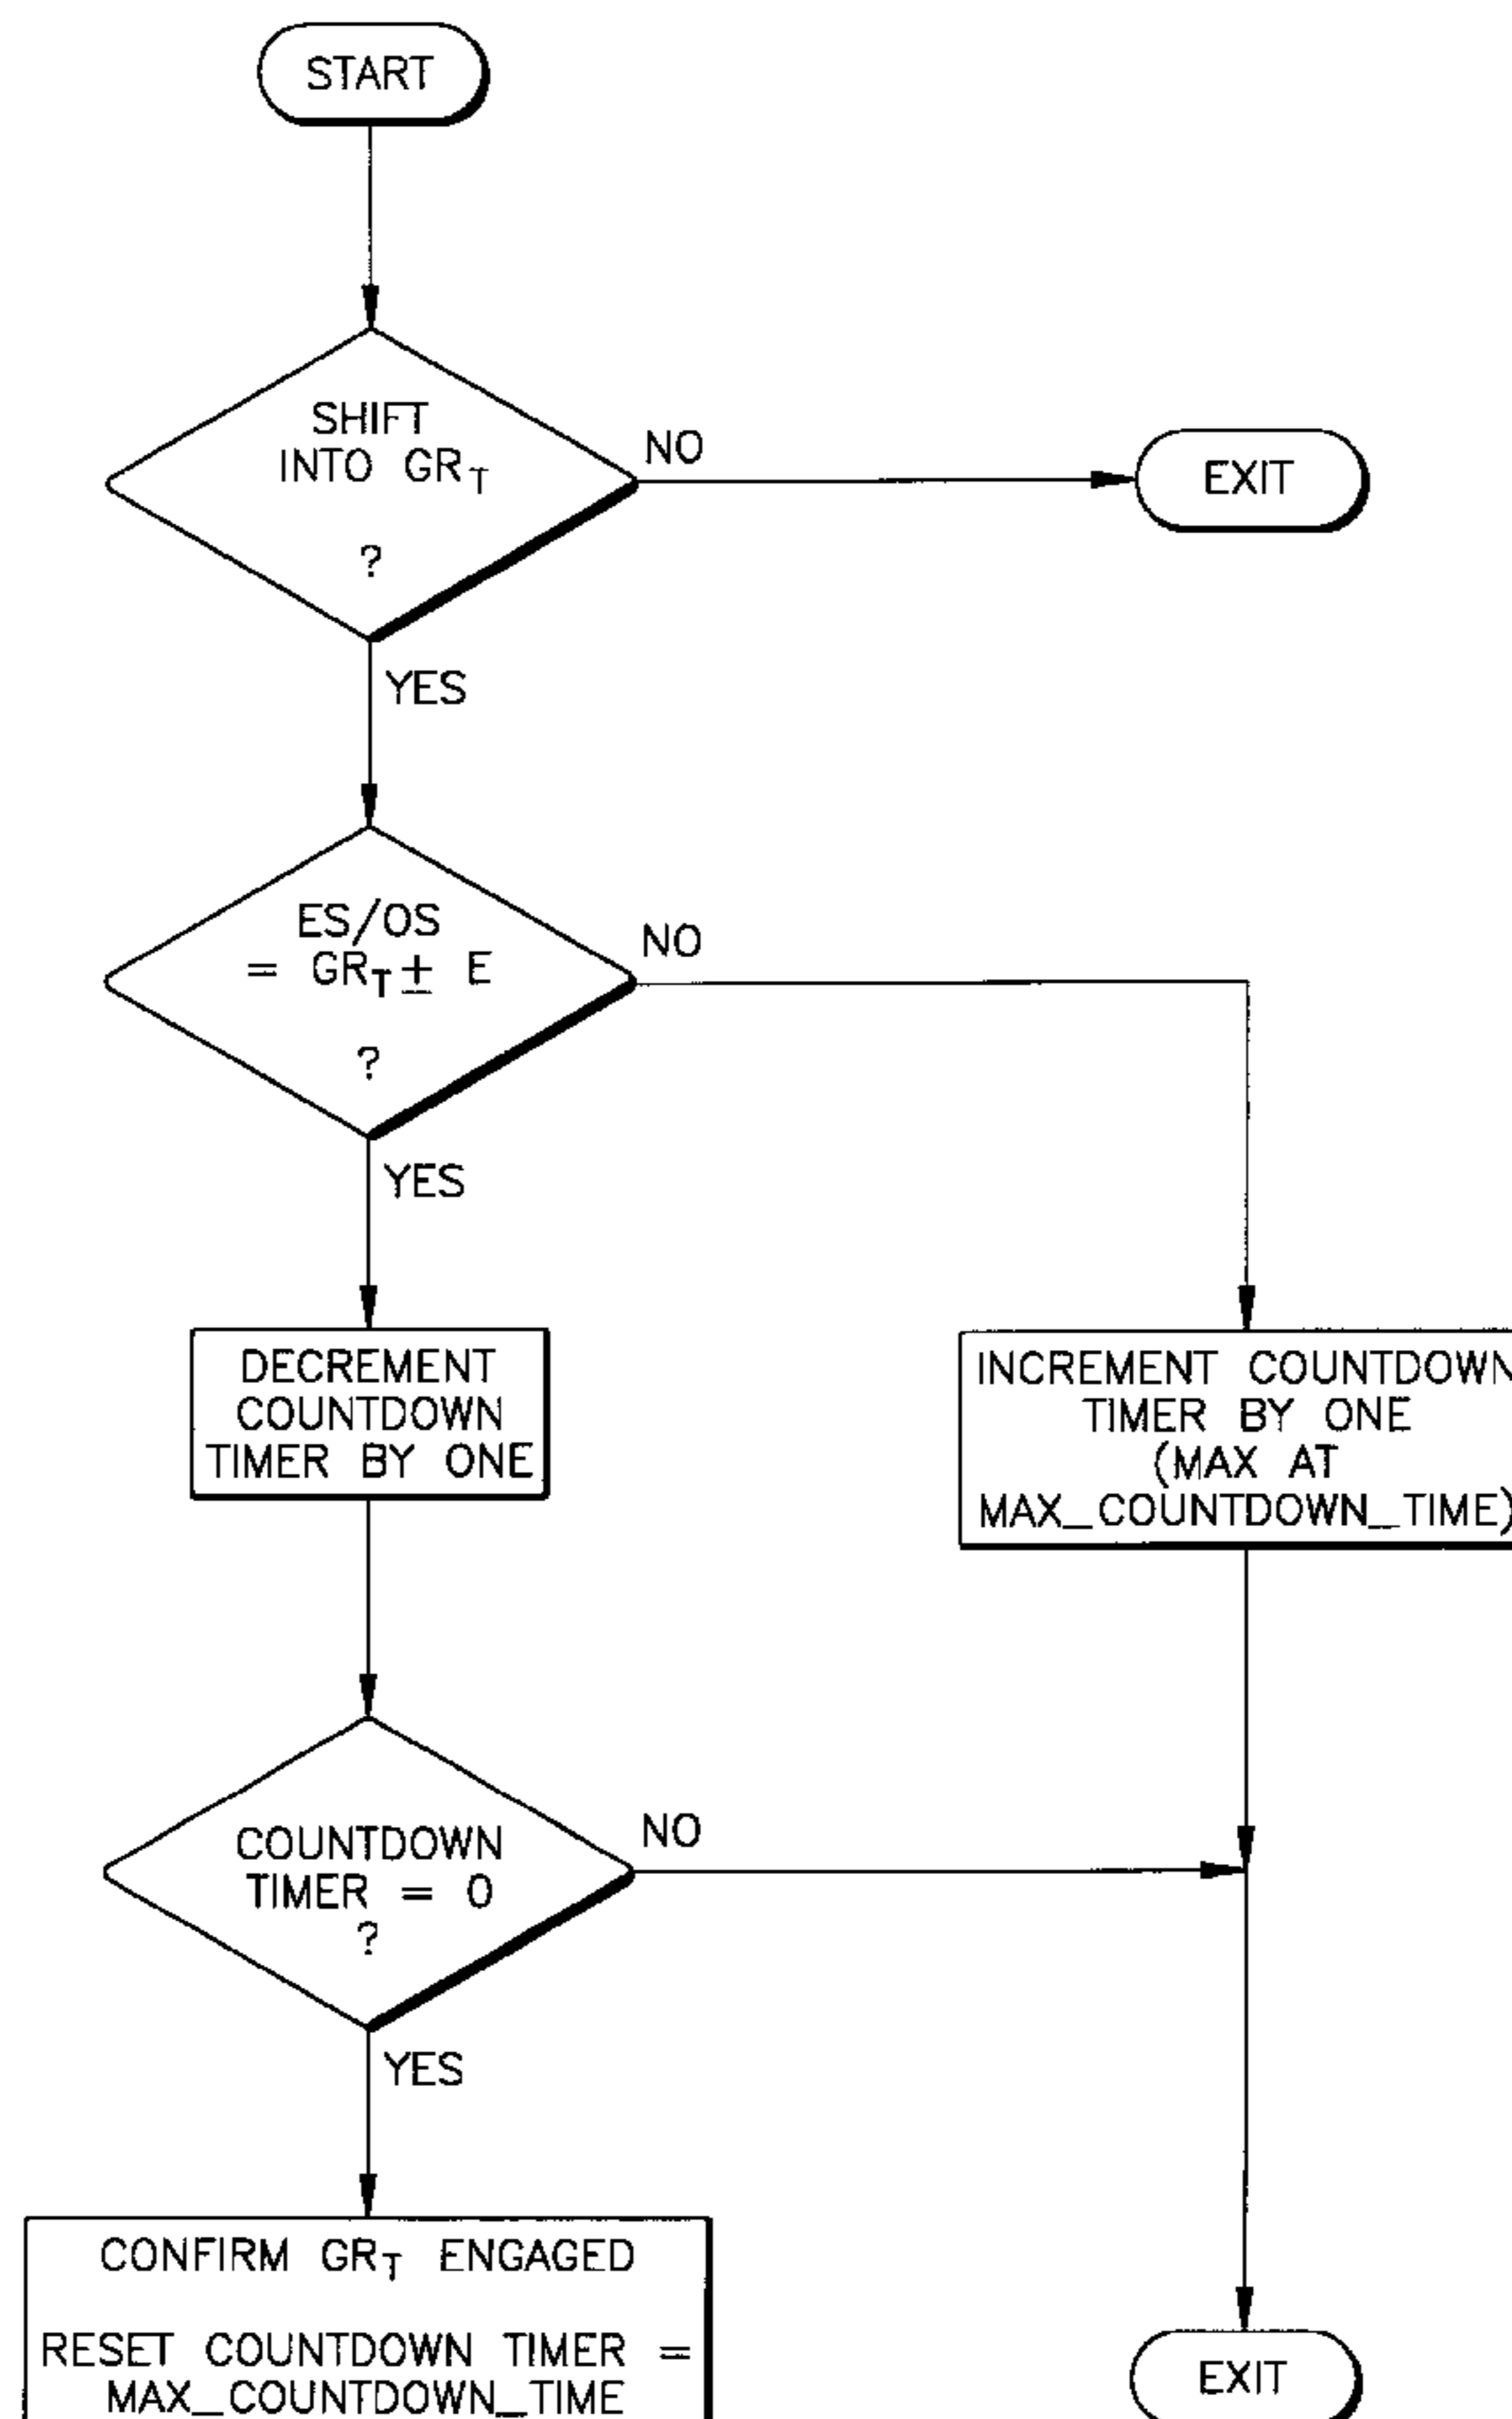 START
SHIFT
INTO GR_T
?
NO
EXIT
YES
ES/OS
= GR_T ± E
?
NO
YES
DECREMENT
COUNTDOWN
TIMER BY ONE
INCREMENT COUNTDOWN
TIMER BY ONE
(MAX AT
MAX_COUNTDOWN_TIME)
COUNTDOWN
TIMER = 0
?
NO
YES
CONFIRM GR_T ENGAGED
RESET COUNTDOWN TIMER =
MAX_COUNTDOWN_TIME
EXIT